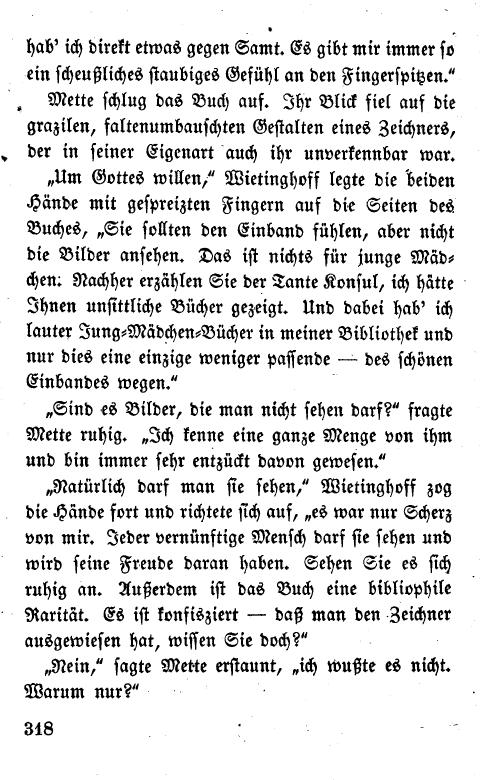 hab' ich direkt etwas gegen Samt. Es gibt mir immer so
ein scheußliches staubiges Gefühl an den Fingerspitzen.“
Mette schlug das Buch auf. Ihr Blick fiel auf die
grazilen, faltenumbauschten Gestalten eines Zeichners,
der in seiner Eigenart auch ihr unverkennbar war.
„Um Gottes willen,“ Wietinghoff legte die beiden
Hände mit gespreizten Fingern auf die Seiten des
Buches, „Sie sollten den Einband fühlen, aber nicht
die Bilder ansehen. Das ist nichts für junge Mäd-
chen. Nachher erzählen Sie der Tante Konsul, ich hätte
Ihnen unsittliche Bücher gezeigt. Und dabei hab' ich
lauter Jung-Mädchen-Bücher in meiner Bibliothek und
nur dies eine einzige weniger passende — des schönen
Einbandes wegen.“
„Sind es Bilder, die man nicht sehen darf?“ fragte
Mette ruhig. „Ich kenne eine ganze Menge von ihm
und bin immer sehr entzückt davon gewesen.“
„Natürlich darf man sie sehen,“ Wietinghoff zog
die Hände fort und richtete sich auf, „es war nur Scherz
von mir. Jeder vernünftige Mensch darf sie sehen und
wird seine Freude daran haben. Sehen Sie es sich
ruhig an. Außerdem ist das Buch eine bibliophile
Rarität. Es ist konfisziert — daß man den Zeichner
ausgewiesen hat, wissen Sie doch?“
„Nein,“ sagte Mette erstaunt, „ich wußte es nicht.
Warum nur?“
318